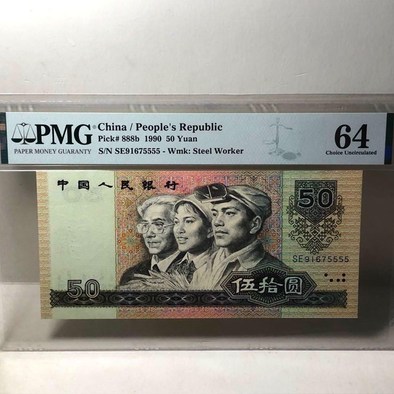 PMG
PAPER MONEY GUARANTY
China / People's Republic
Pick# 888b 1990 50 Yuan
S/N SE91675555 - Wmk: Steel Worker
64
Choice Uncirculated
中国人民银行
50
SE91675555
50
伍拾圆